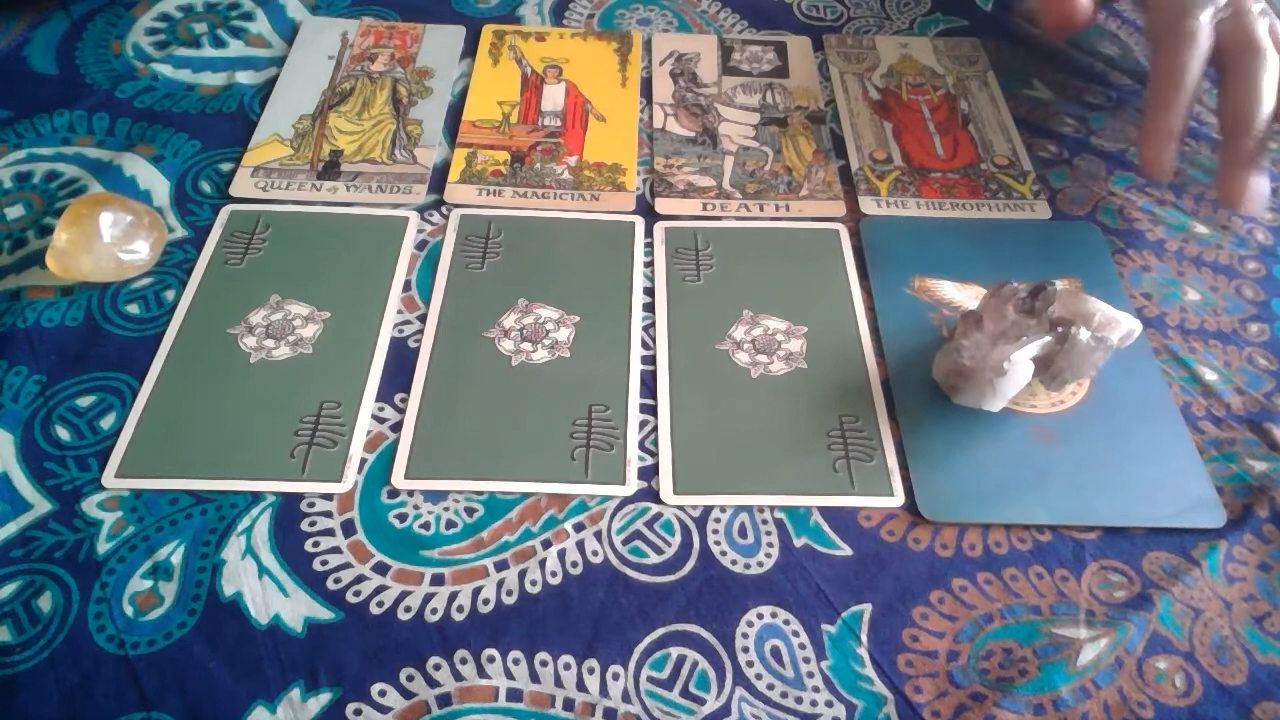 QUEEN of WANDS.
THE MAGICIAN.
DEATH.
V
THE HIEROPHANT